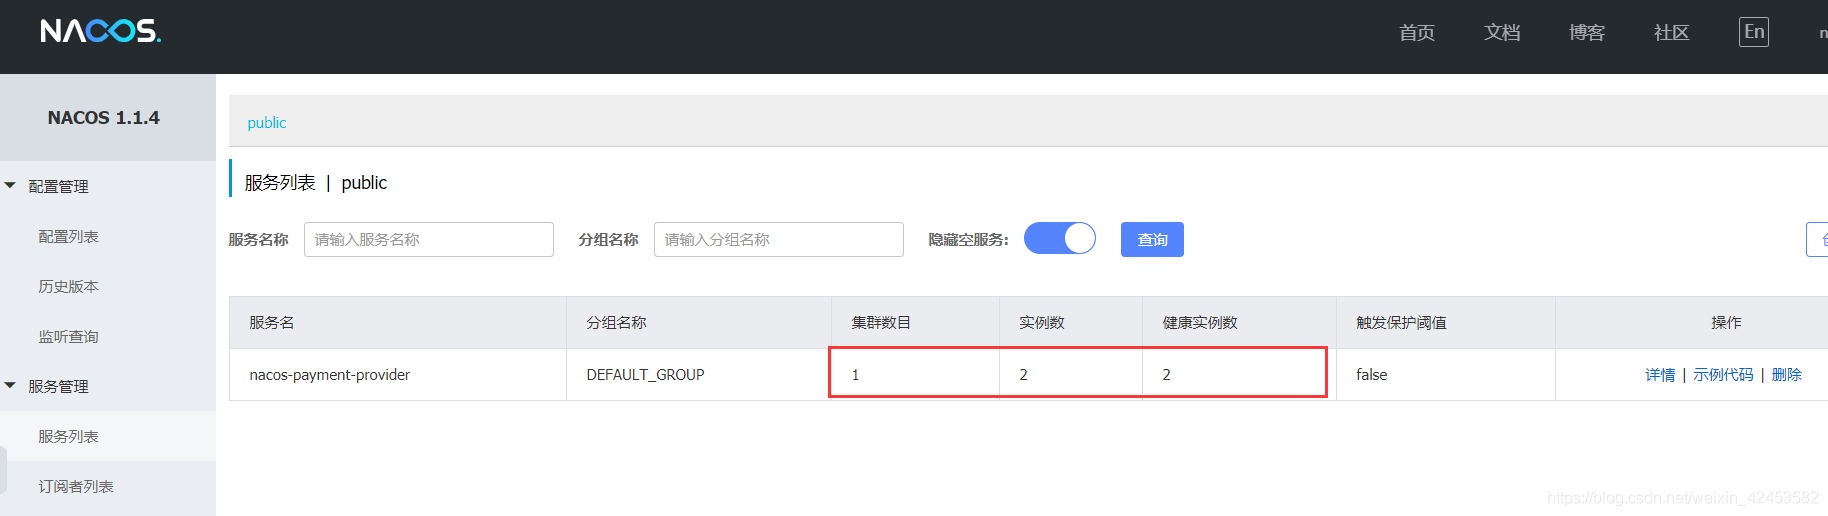 NACOS.
首页 文档 博客 社区 En
NACOS 1.1.4
配置管理
配置列表
历史版本
监听查询
服务管理
服务列表
订阅者列表
public
服务列表 | public
服务名称 请输入服务名称 分组名称 请输入分组名称 隐藏空服务: 查询
服务名 分组名称 集群数目 实例数 健康实例数 触发保护阈值 操作
nacos-payment-provider DEFAULT_GROUP 1 2 2 false 详情 | 示例代码 | 删除
https://blog.csdn.net/weixin_42453582